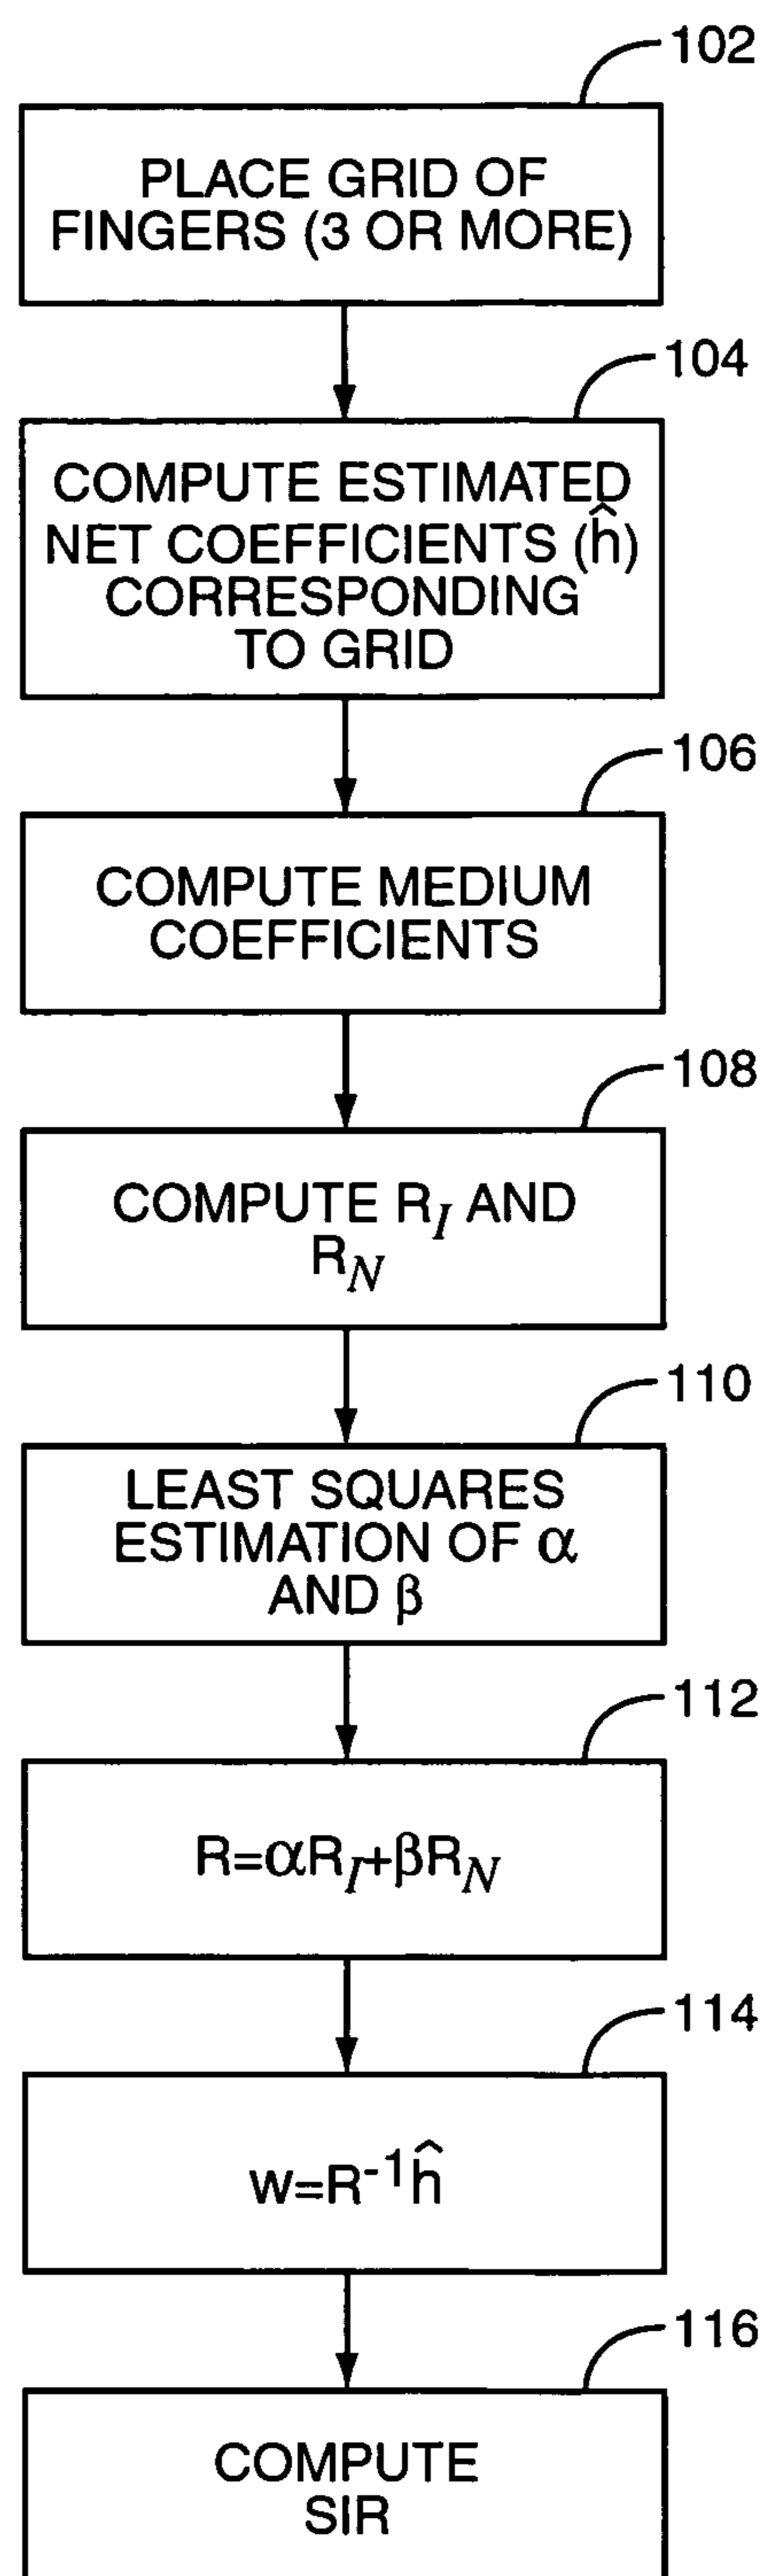 102
PLACE GRID OF
FINGERS (3 OR MORE)
104
COMPUTE ESTIMATED
NET COEFFICIENTS (ĥ)
CORRESPONDING
TO GRID
106
COMPUTE MEDIUM
COEFFICIENTS
108
COMPUTE R_I AND
R_N
110
LEAST SQUARES
ESTIMATION OF α
AND β
112
R=αR_I+βR_N
114
w=R⁻¹ĥ
116
COMPUTE
SIR